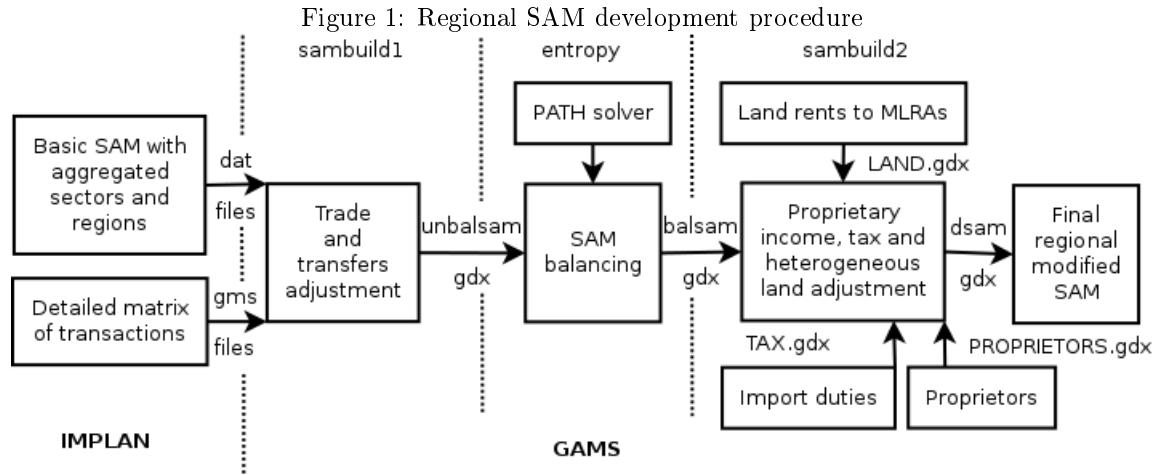 Figure 1: Regional SAM development procedure
sambuild1
entropy
sambuild2
PATH solver
Land rents to MLRAs
Basic SAM with
aggregated
sectors and
regions
dat
files
LAND.gdx
Trade
and
transfers
adjustment
unbalsam
gdx
SAM
balancing
balsam
gdx
Proprietary
income, tax and
heterogeneous
land adjustment
dsam
gdx
Final
regional
modified
SAM
Detailed matrix
of transactions
gms
files
TAX.gdx
PROPRIETORS.gdx
Import duties
Proprietors
IMPLAN
GAMS